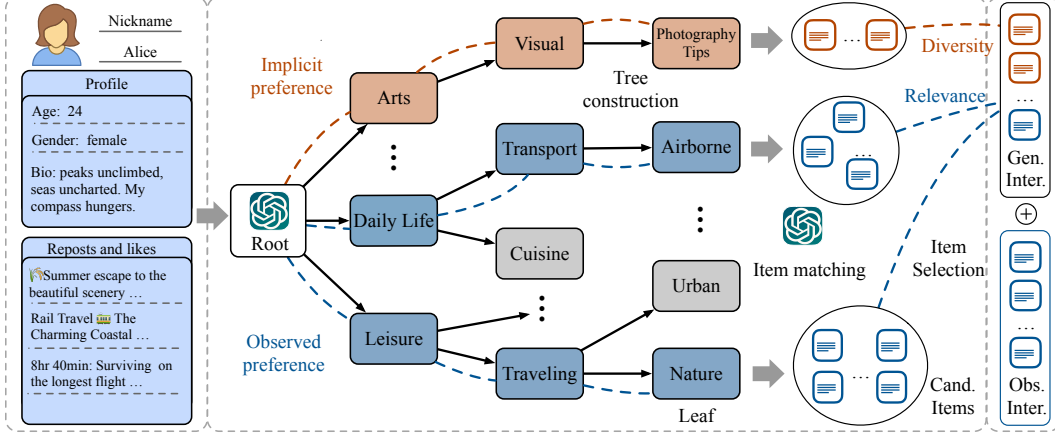 Nickname
Alice
Profile
Age: 24
Gender: female
Bio: peaks unclimbed,
seas uncharted. My
compass hungers.
Reposts and likes
Summer escape to the
beautiful scenery …
Rail Travel 🚋 The
Charming Coastal …
8hr 40min: Surviving on
the longest flight …
Implicit
preference
Observed
preference
Root
Arts
Daily Life
Leisure
Visual
Transport
Cuisine
Traveling
Photography
Tips
Tree
construction
Airborne
Urban
Nature
Leaf
Item matching
Diversity
Relevance
Item
Selection
Cand.
Items
Gen.
Inter.
Obs.
Inter.